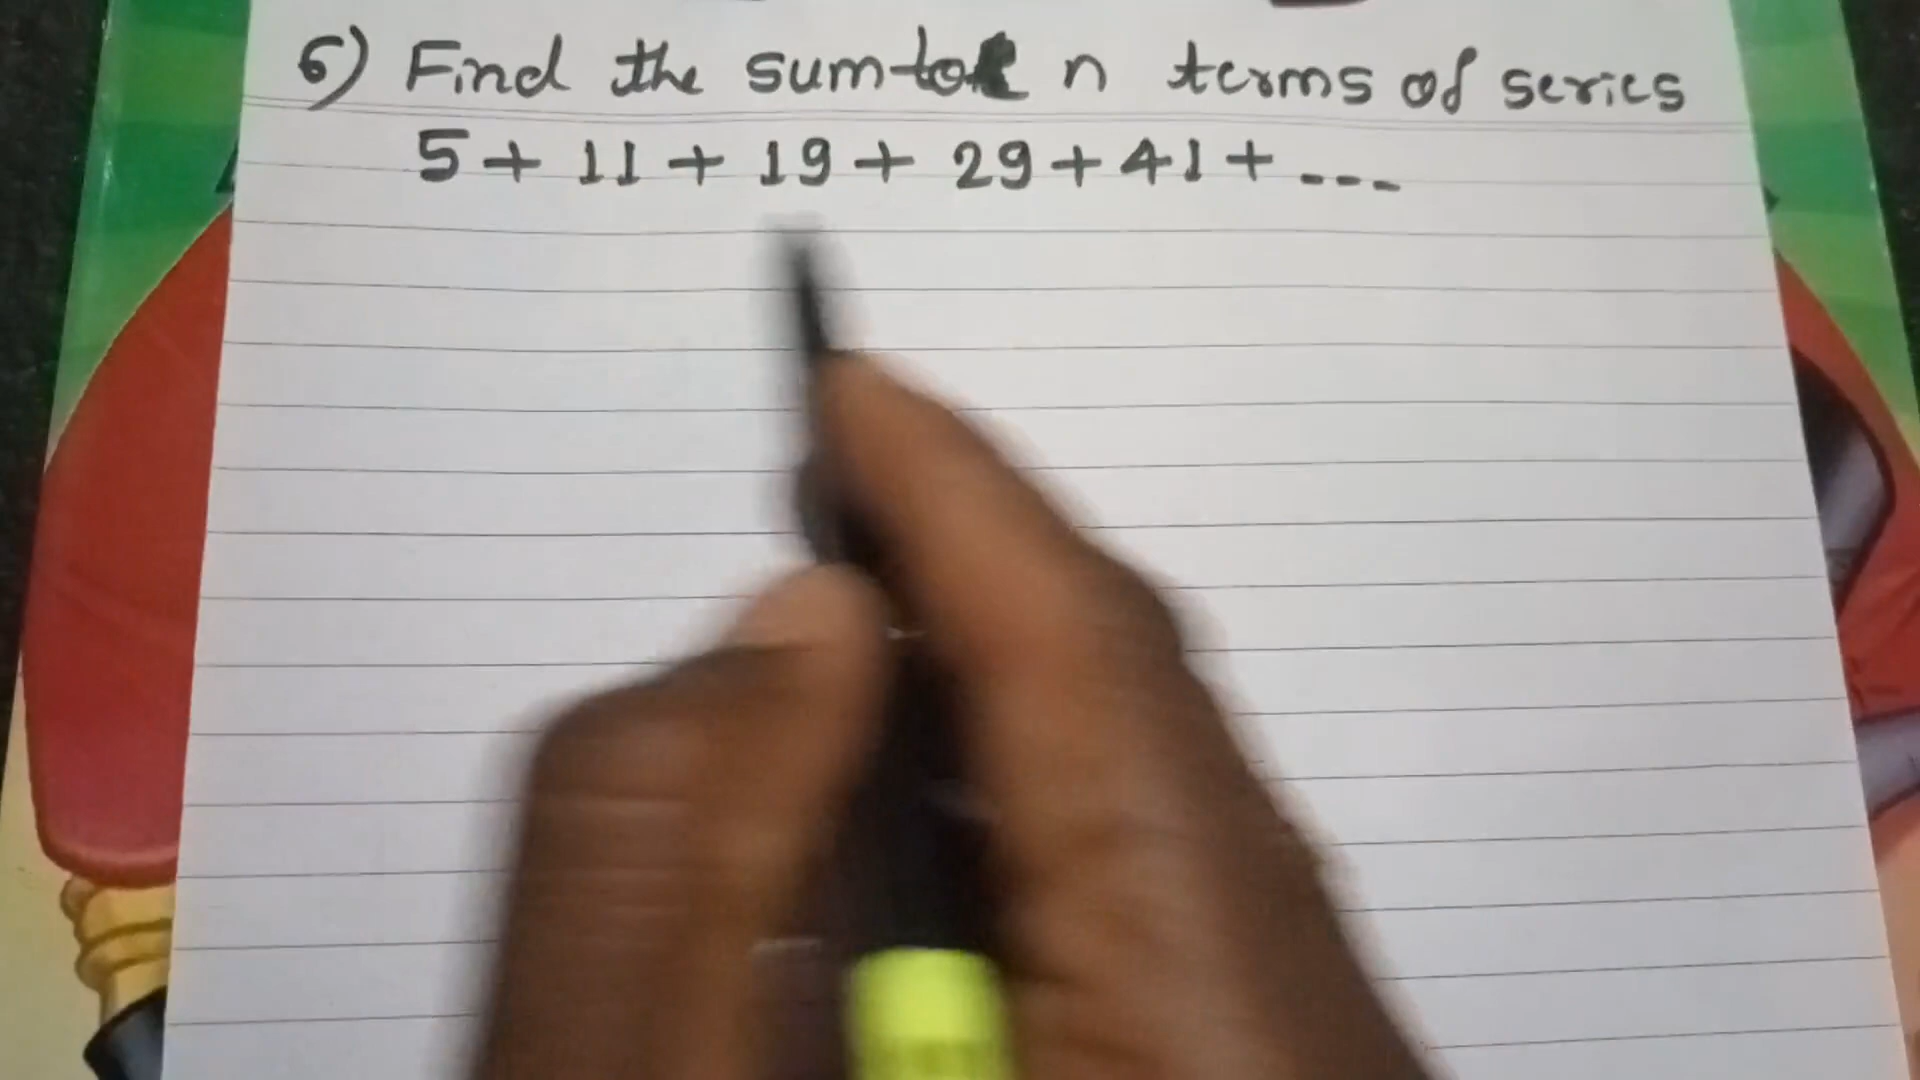 6) Find the sum to n terms of series
5 + 11 + 19 + 29 + 41 + ---